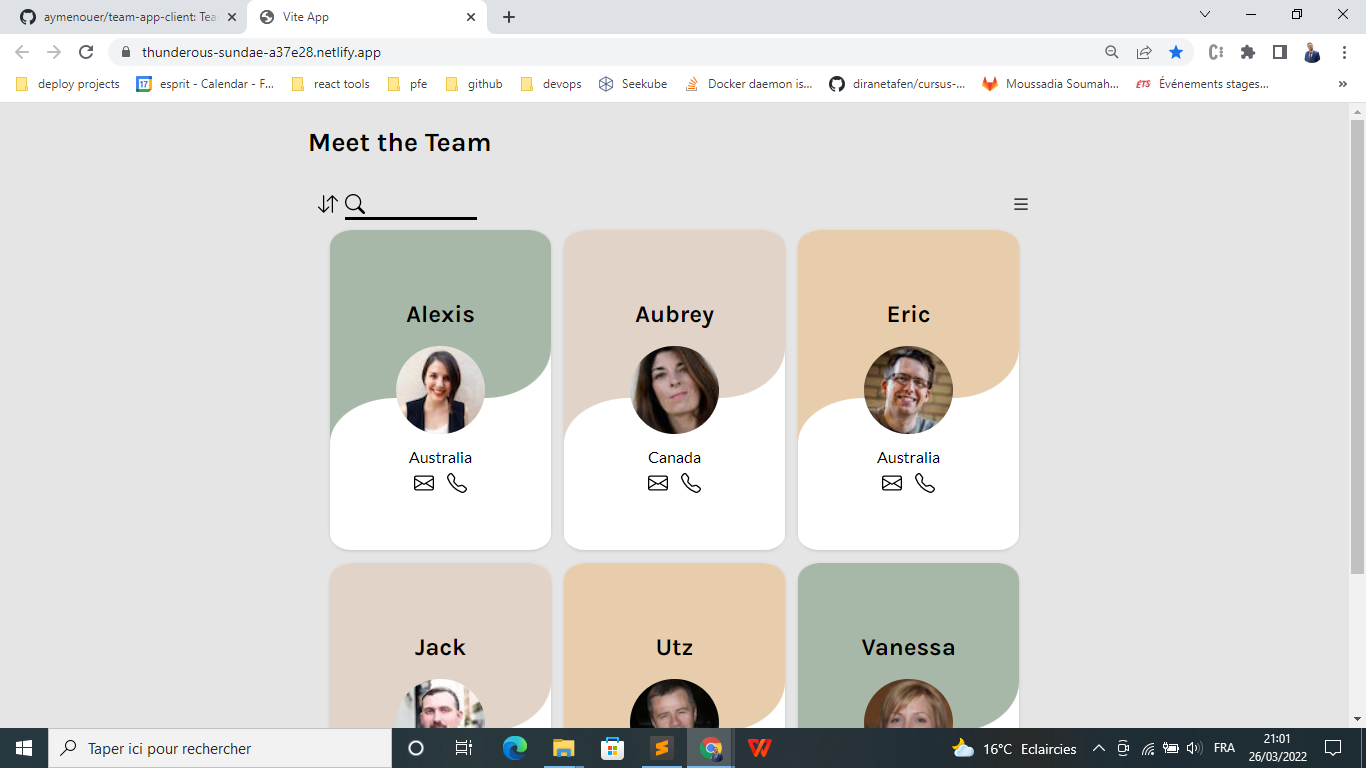 aymenouer/team-app-client: Tea
Vite App
thunderous-sundae-a37e28.netlify.app
deploy projects
17
esprit - Calendar - F...
react tools
pfe
github
devops
Seekube
Docker daemon is...
diranetafen/cursus-...
Moussadia Soumah...
ETS
Événements stages...
»
Meet the Team
Alexis
Aubrey
Eric
Australia
Canada
Australia
Jack
Utz
Vanessa
Taper ici pour rechercher
16°C Eclaircies
FRA
21:01
26/03/2022